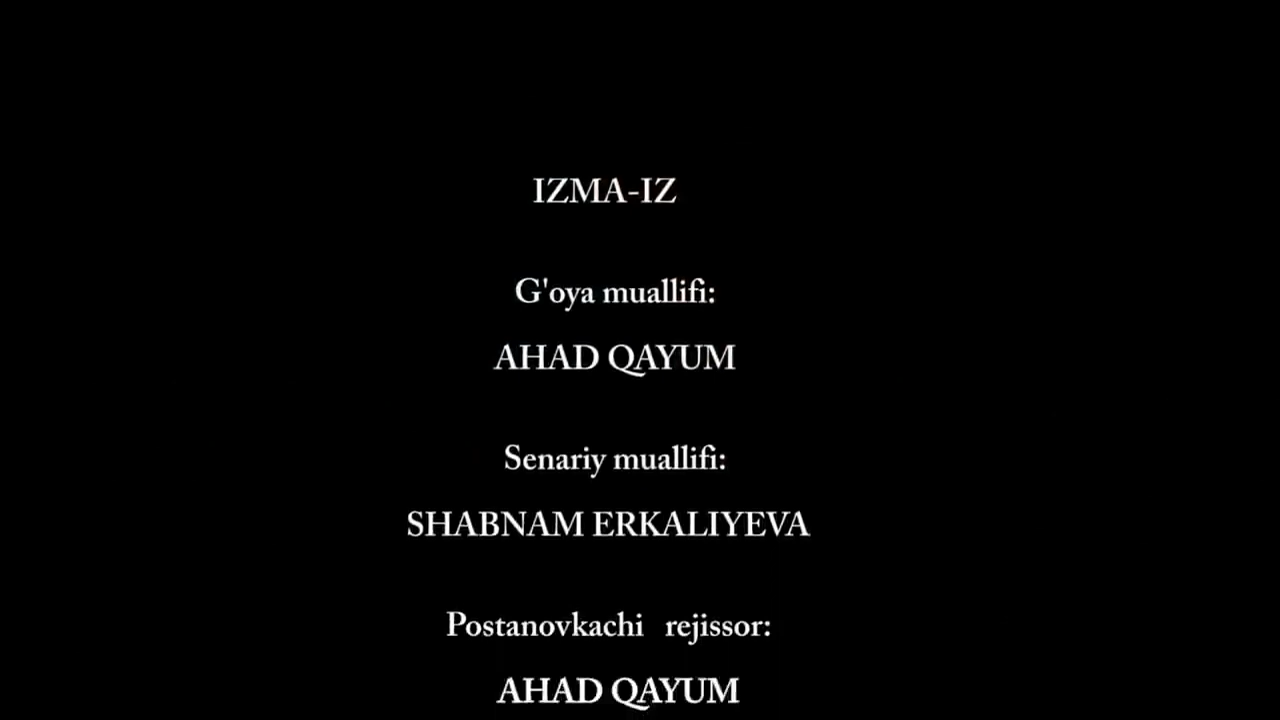 IZMA-IZ
G'oya muallifi:
AHAD QAYUM
Senariy muallifi:
SHABNAM ERKALIYEVA
Postanovkachi rejissor:
AHAD QAYUM